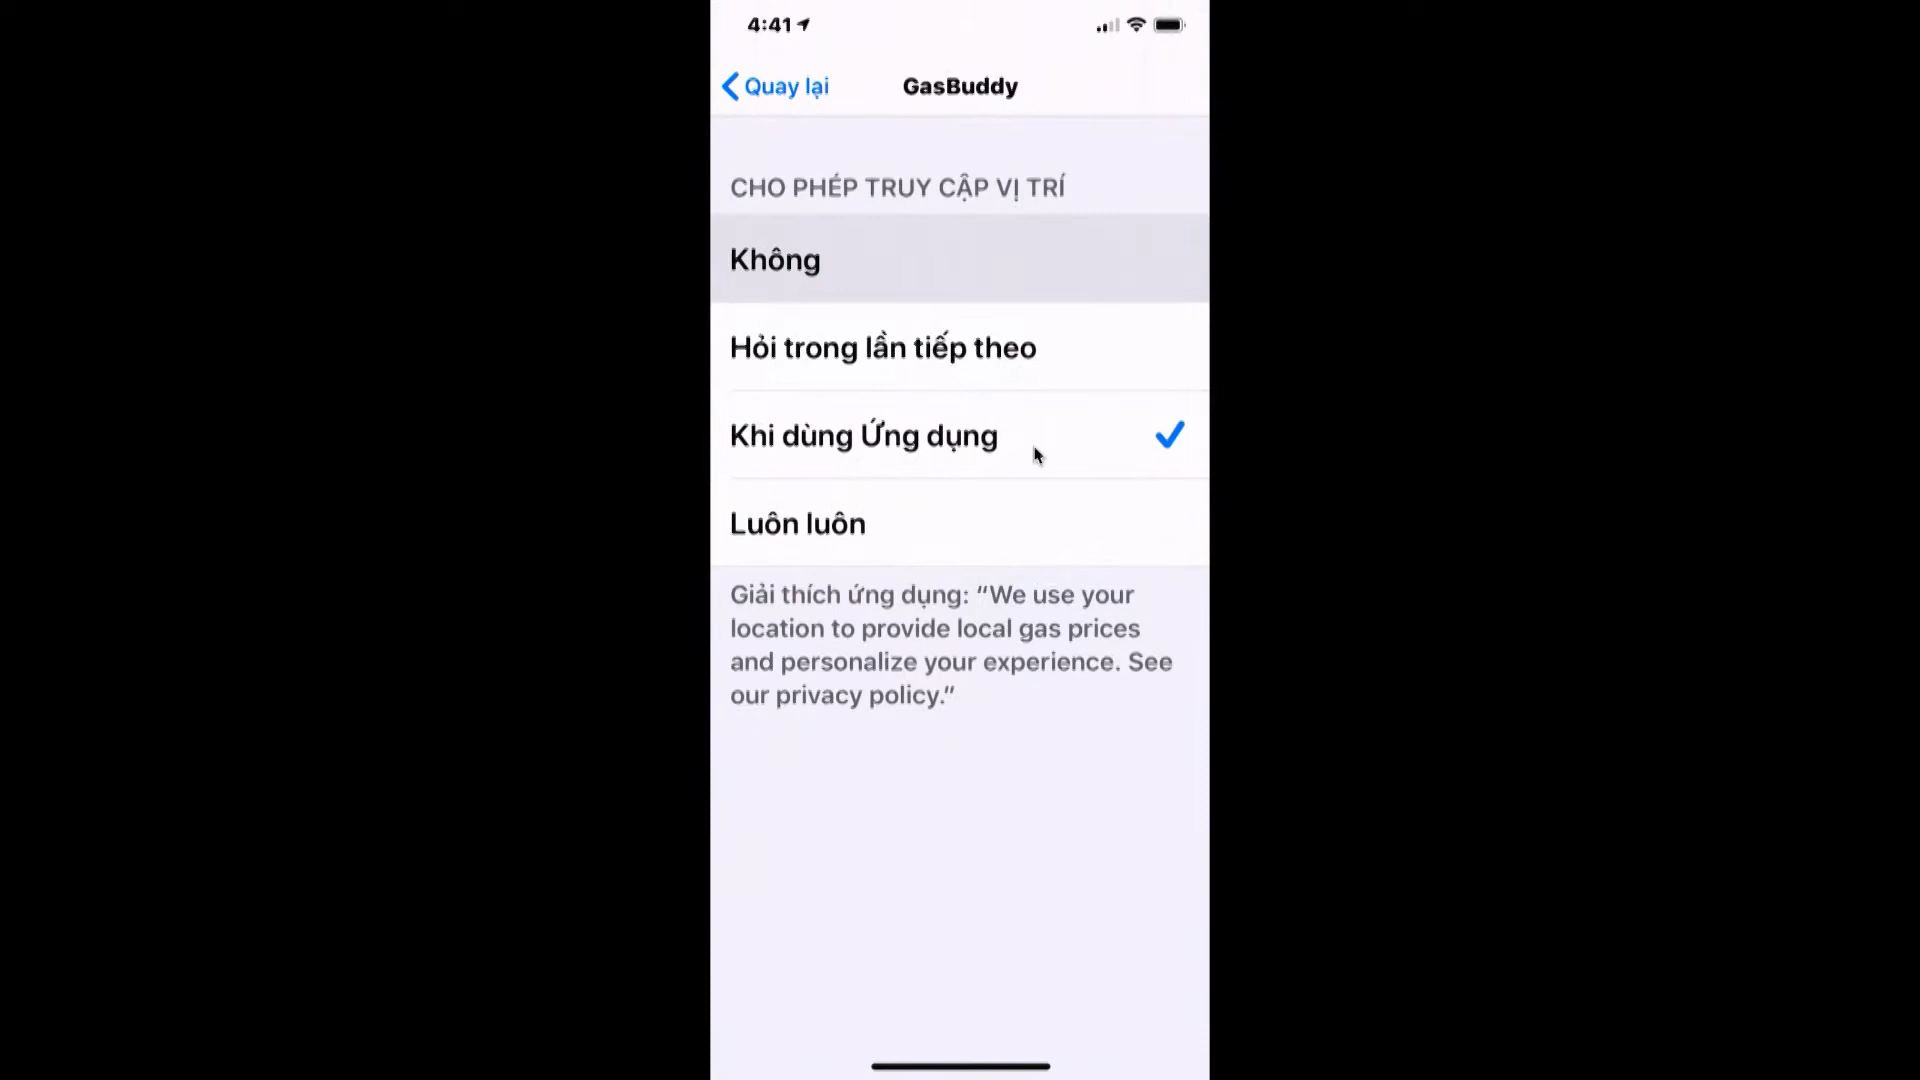 4:41
Quay lại
GasBuddy
CHO PHÉP TRUY CẬP VỊ TRÍ
Không
Hỏi trong lần tiếp theo
Khi dùng Ứng dụng
Luôn luôn
Giải thích ứng dụng: “We use your
location to provide local gas prices
and personalize your experience. See
our privacy policy.”